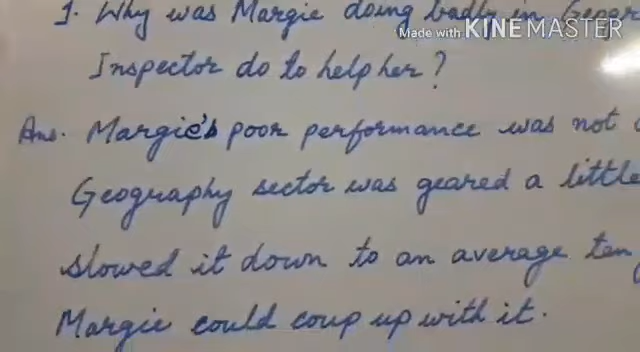 1. Why was Margie doing badly in Geogr
Made with KINEMASTER
Inspector do to help her?
Ans. Margie's poor performance was not
Geography sector was geared a little
slowed it down to an average ten
Margie could coup up with it.